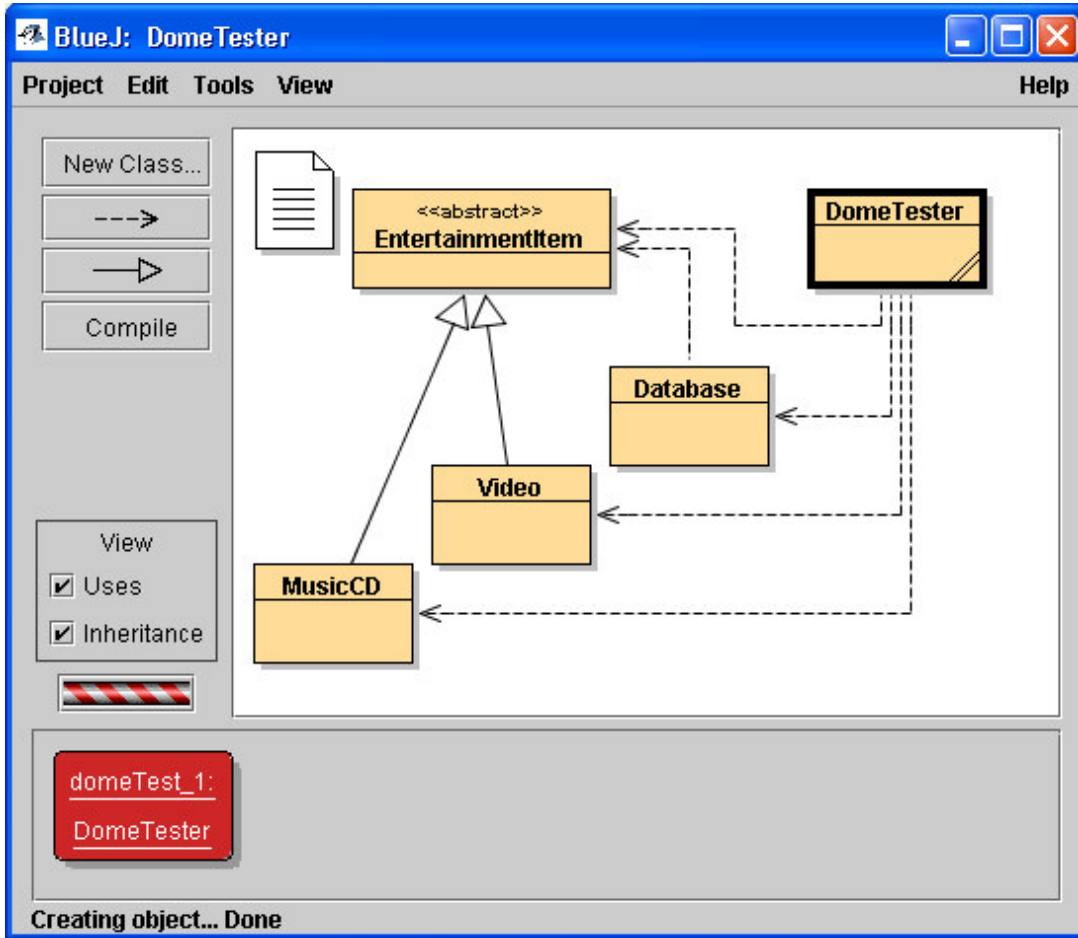 BlueJ: DomeTester
Project Edit Tools View Help
New Class...
Compile
View
Uses
Inheritance
<<abstract>>
EntertainmentItem
DomeTester
Database
Video
MusicCD
domeTest_1:
DomeTester
Creating object... Done